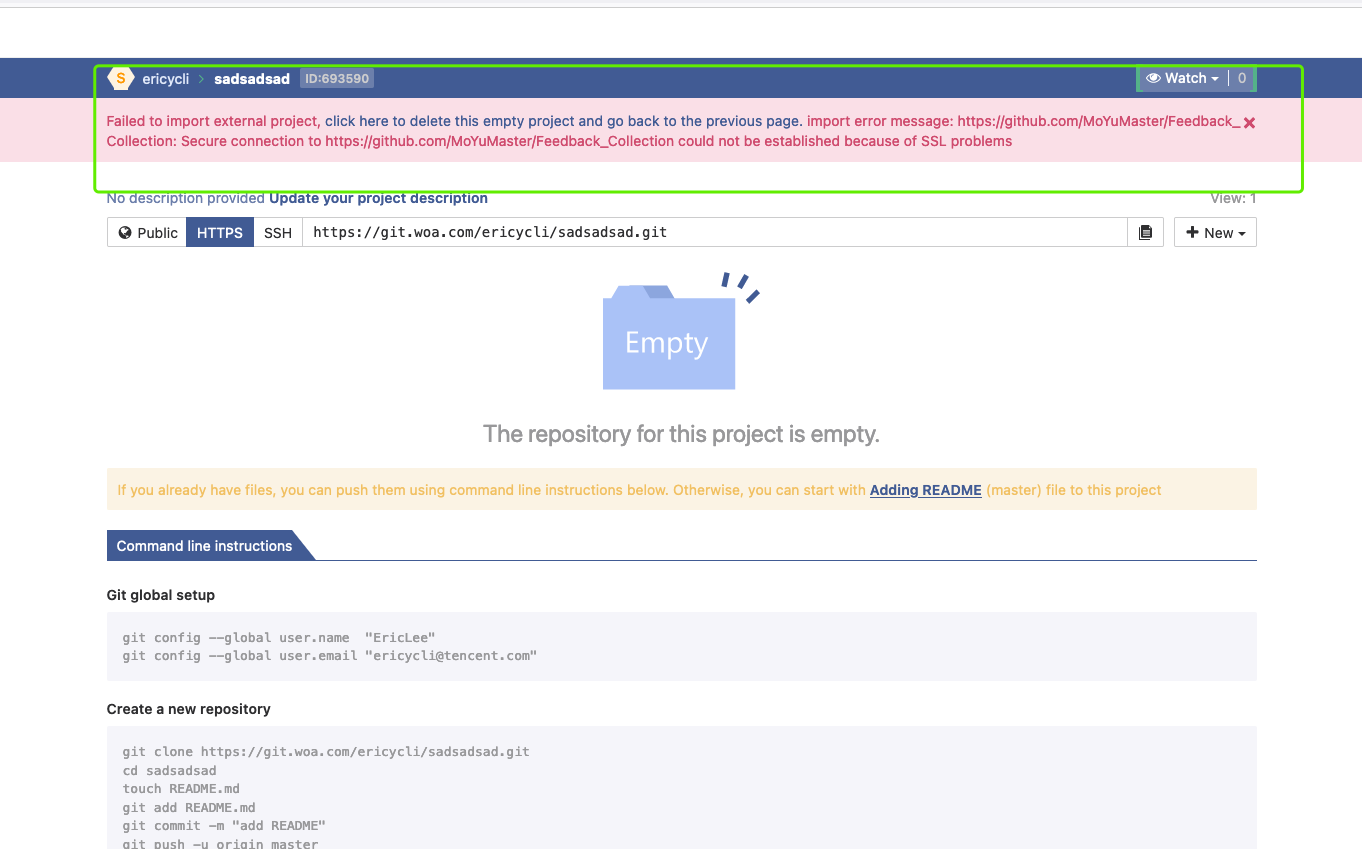 S ericycli > sadsadsad ID:693590 Watch 0
Failed to import external project, click here to delete this empty project and go back to the previous page. import error message: https://github.com/MoYuMaster/Feedback_
Collection: Secure connection to https://github.com/MoYuMaster/Feedback_Collection could not be established because of SSL problems
No description provided Update your project description View: 1
Public HTTPS SSH https://git.woa.com/ericycli/sadsadsad.git New
Empty
The repository for this project is empty.
If you already have files, you can push them using command line instructions below. Otherwise, you can start with Adding README (master) file to this project
Command line instructions
Git global setup
git config --global user.name "EricLee"
git config --global user.email "ericycli@tencent.com"
Create a new repository
git clone https://git.woa.com/ericycli/sadsadsad.git
cd sadsadsad
touch README.md
git add README.md
git commit -m "add README"
git push -u origin master